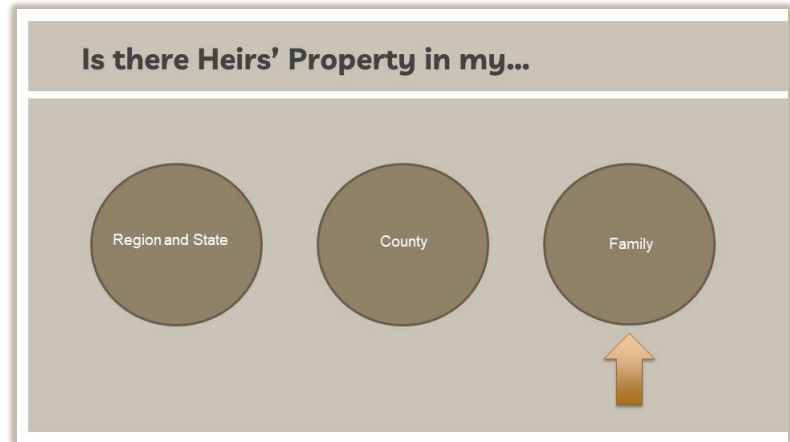 Is there Heirs’ Property in my...
Region and State
County
Family